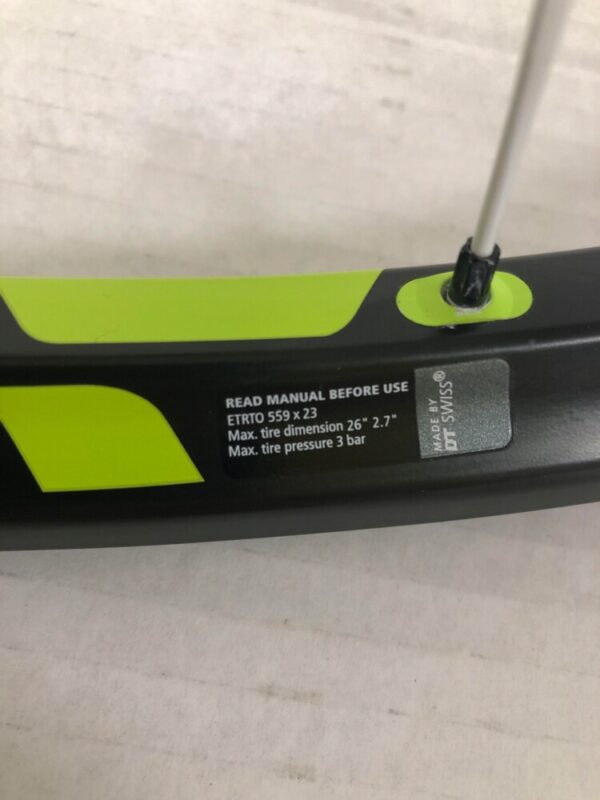 READ MANUAL BEFORE USE
ETRTO 559 x 23
Max. tire dimension 26" 2.7"
Max. tire pressure 3 bar
MADE BY
DT SWISS®